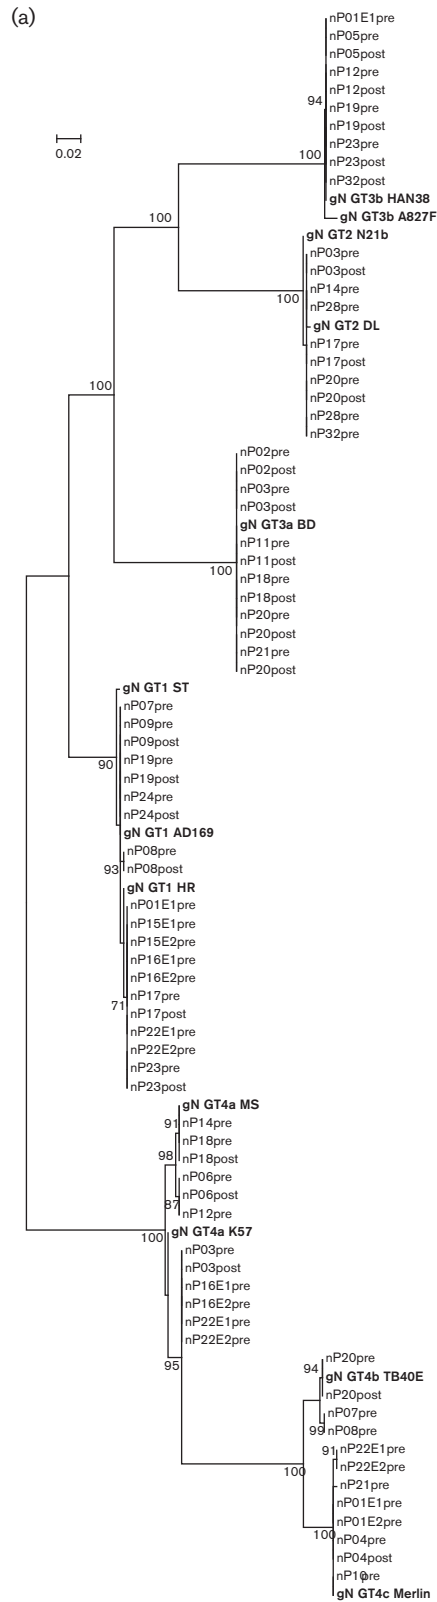 (a)
nP01E1pre
nP05pre
nP05post
nP12pre
nP12post
94
nP19pre
nP19post
0.02
nP23pre
100
nP23post
nP32post
gN GT3b HAN38
gN GT3b A827F
100
gN GT2 N21b
nP03pre
nP03post
nP14pre
100
nP28pre
gN GT2 DL
nP17pre
nP17post
nP20pre
100
nP20post
nP28pre
nP32pre
nP02pre
nP02post
nP03pre
nP03post
gN GT3a BD
nP11pre
nP11post
100
nP18pre
nP18post
nP20pre
nP20post
nP21pre
nP20post
gN GT1 ST
nP07pre
nP09pre
nP09post
90
nP19pre
nP19post
nP24pre
nP24post
gN GT1 AD169
nP08pre
93
nP08post
gN GT1 HR
nP01E1pre
nP15E1pre
nP15E2pre
nP16E1pre
nP16E2pre
nP17pre
71
nP17post
nP22E1pre
nP22E2pre
nP23pre
nP23post
gN GT4a MS
91
nP14pre
nP18pre
98
nP18post
nP06pre
nP06post
87
nP12pre
gN GT4a K57
100
nP03pre
nP03post
nP16E1pre
nP16E2pre
nP22E1pre
nP22E2pre
nP20pre
95
94
gN GT4b TB40E
nP20post
nP07pre
99
nP08pre
91
nP22E1pre
nP22E2pre
100
nP21pre
nP01E1pre
nP01E2pre
100
nP04pre
nP04post
nP10pre
gN GT4c Merlin